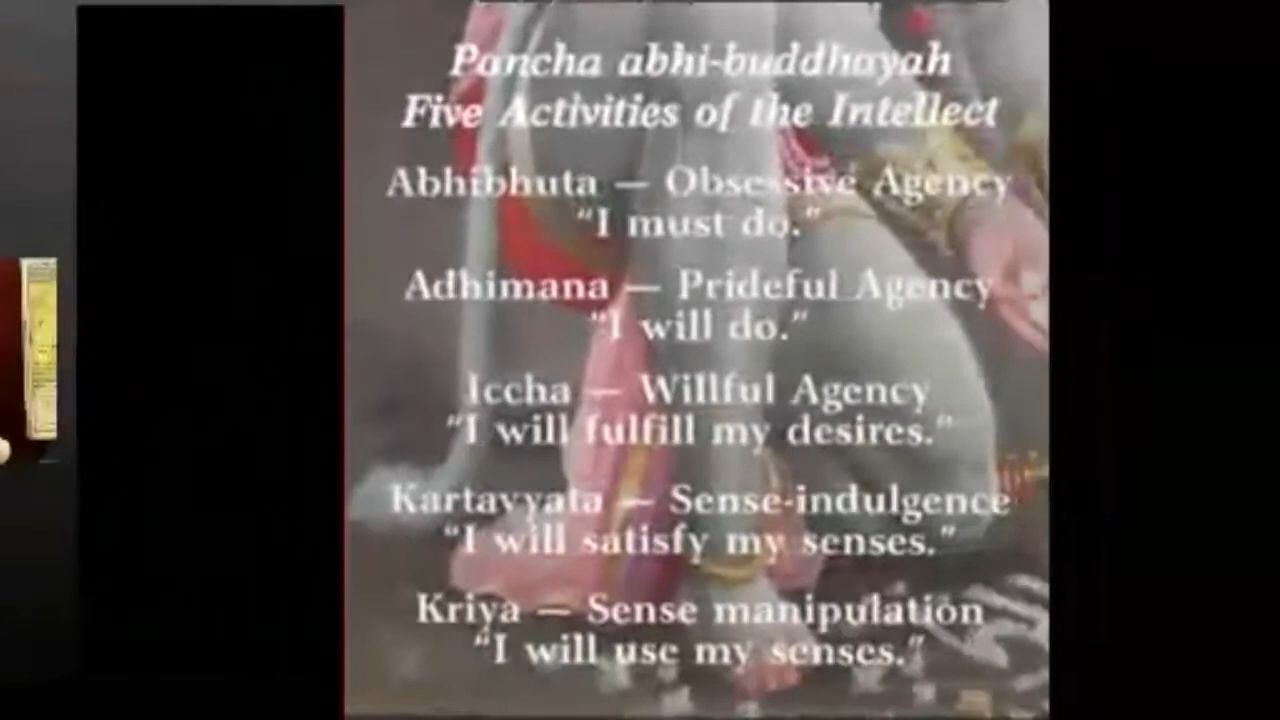 Pancha abhi-buddhayah
Five Activities of the Intellect
Abhibhuta — Obsessive Agency
"I must do."
Adhimana — Prideful Agency
"I will do."
Iccha — Willful Agency
"I will fulfill my desires."
Kartavyata — Sense-indulgence
"I will satisfy my senses."
Kriya — Sense manipulation
"I will use my senses."